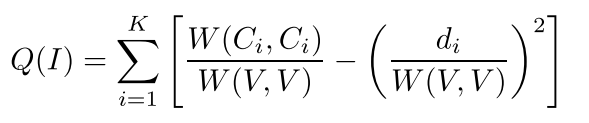 Q(I) = \sum_{i=1}^{K} \left[ \frac{W(C_i, C_i)}{W(V, V)} - \left( \frac{d_i}{W(V, V)} \right)^2 \right]